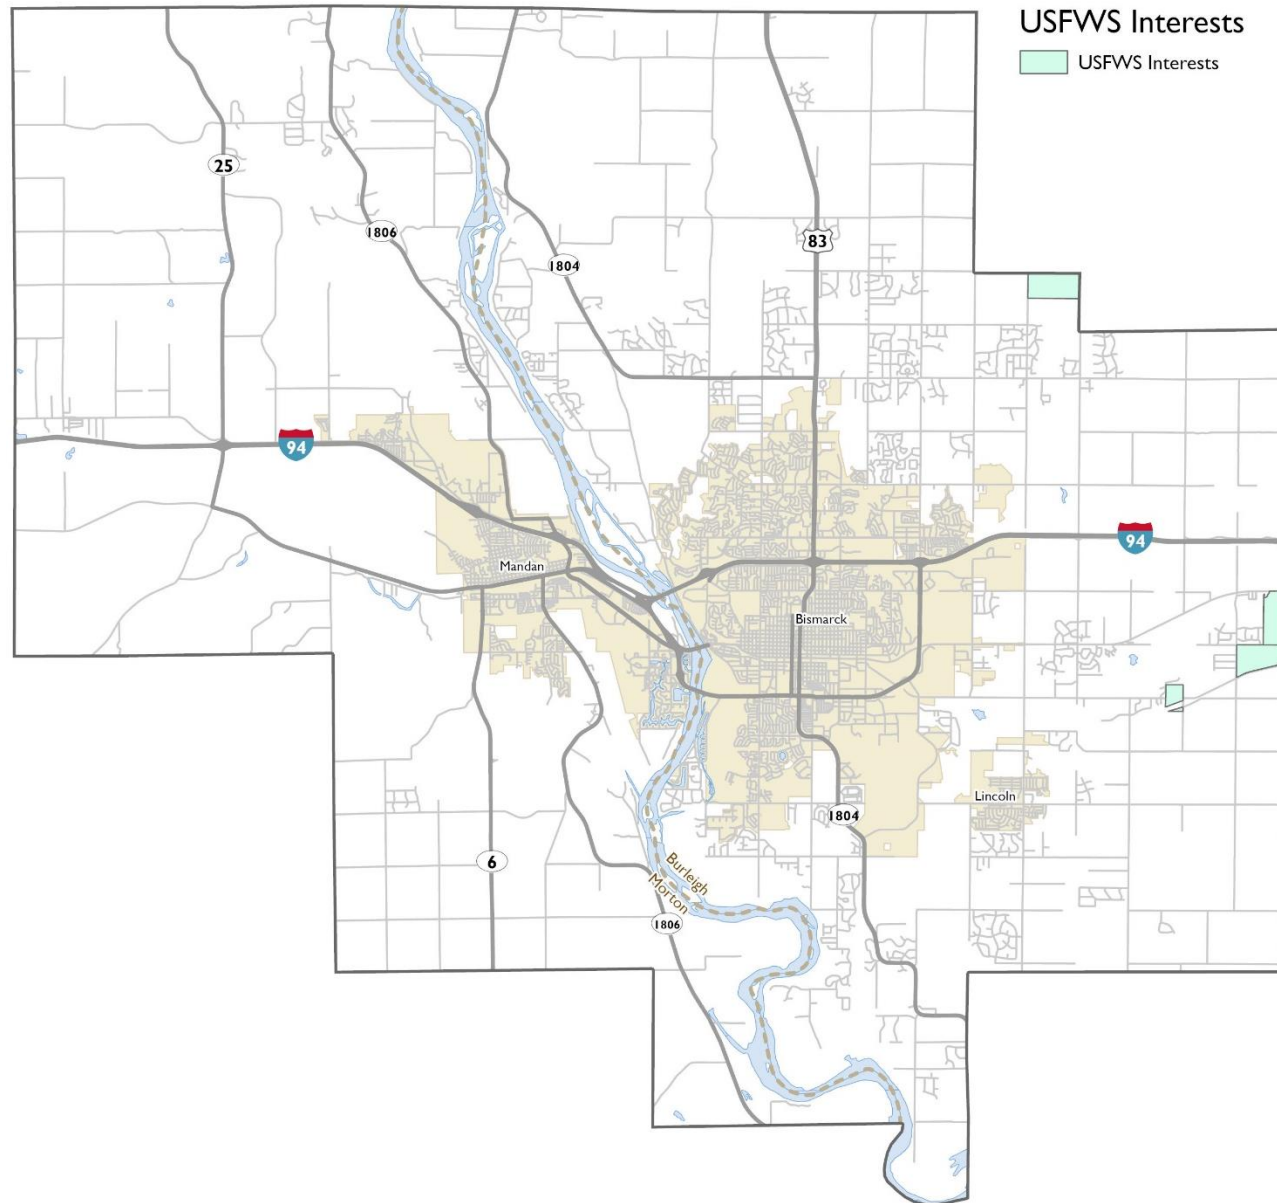 USFWS Interests
USFWS Interests
25
1806
1804
83
94
94
Mandan
Bismarck
Lincoln
1804
6
Burleigh
Morton
1806